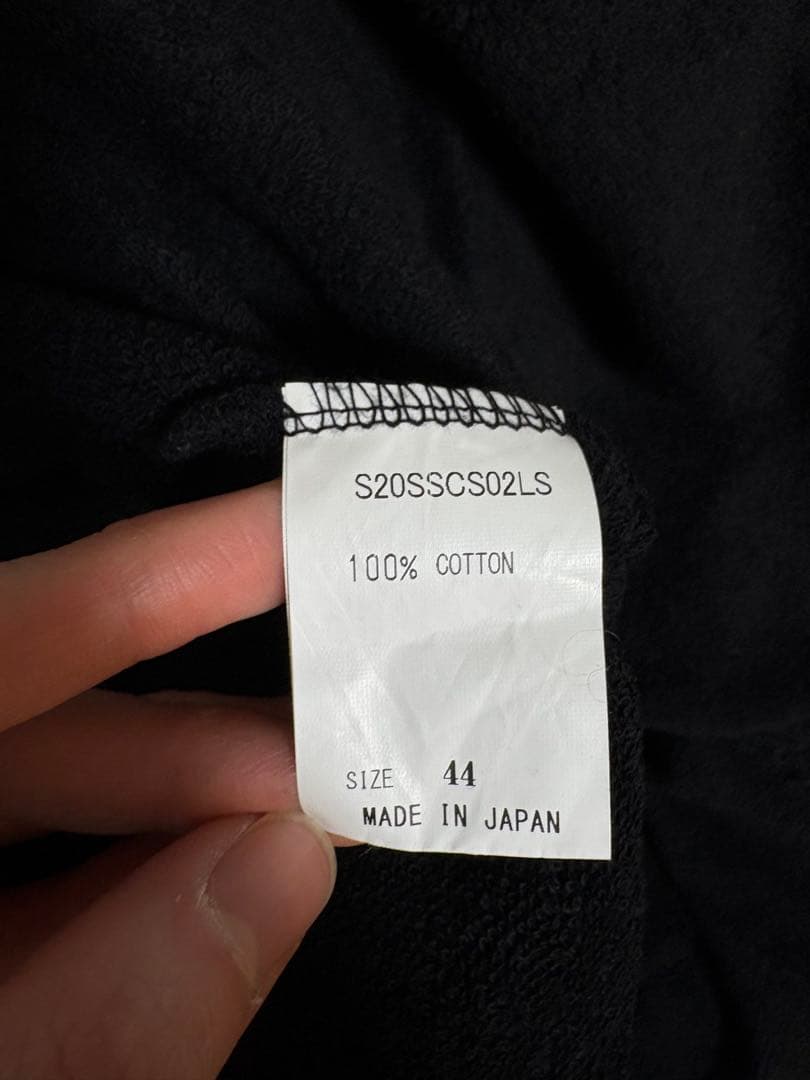 S20SSCS02LS
100% COTTON
SIZE 44
MADE IN JAPAN